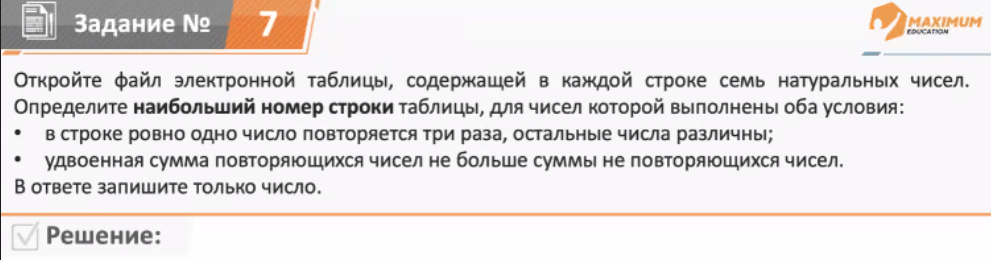 Задание № 7
MAXIMUM
EDUCATION
Откройте файл электронной таблицы, содержащей в каждой строке семь натуральных чисел.
Определите наибольший номер строки таблицы, для чисел которой выполнены оба условия:
• в строке ровно одно число повторяется три раза, остальные числа различны;
• удвоенная сумма повторяющихся чисел не больше суммы не повторяющихся чисел.
В ответе запишите только число.
Решение: